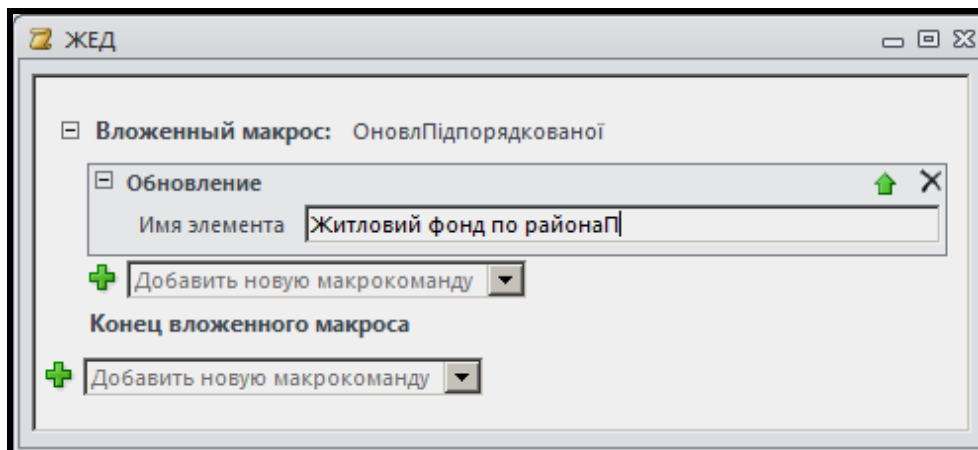 ЖЕД
Вложенный макрос: ОновлПідпорядкованої
Обновление
Имя элемента Житловий фонд по районаП
Добавить новую макрокоманду
Конец вложенного макроса
Добавить новую макрокоманду